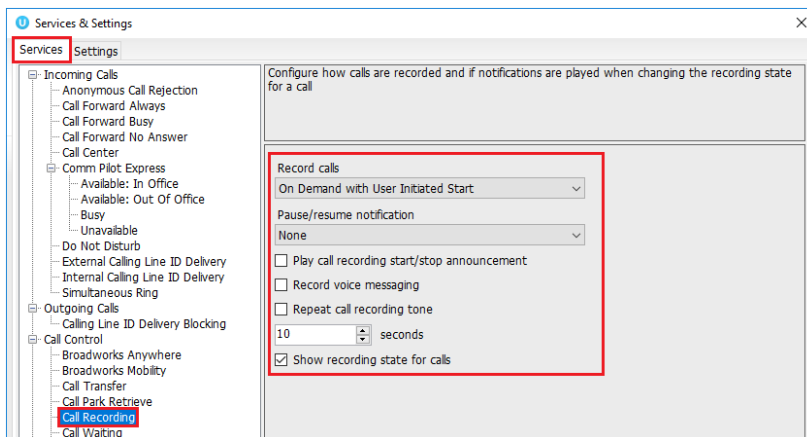 Services & Settings
Services Settings
Incoming Calls
Anonymous Call Rejection
Call Forward Always
Call Forward Busy
Call Forward No Answer
Call Center
Comm Pilot Express
Available: In Office
Available: Out Of Office
Busy
Unavailable
Do Not Disturb
External Calling Line ID Delivery
Internal Calling Line ID Delivery
Simultaneous Ring
Outgoing Calls
Calling Line ID Delivery Blocking
Call Control
Broadworks Anywhere
Broadworks Mobility
Call Transfer
Call Park Retrieve
Call Recording
Call Waiting
Configure how calls are recorded and if notifications are played when changing the recording state
for a call
Record calls
On Demand with User Initiated Start
Pause/resume notification
None
Play call recording start/stop announcement
Record voice messaging
Repeat call recording tone
10 seconds
Show recording state for calls